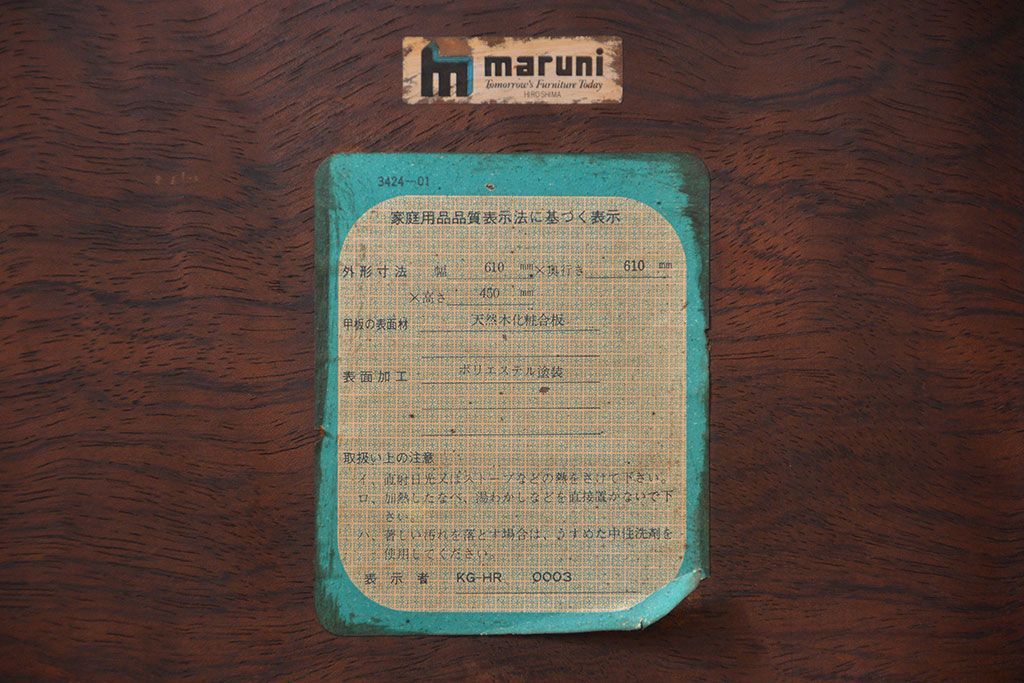 maruni
Tomorrow's Furniture Today
HIROSHIMA
3424-01
家庭用品品質表示法に基づく表示
外形寸法 幅 610 mm×奥行き 610 mm
×高さ 450 mm
甲板の表面材 天然木化粧合板
表面加工 ポリエステル塗装
取扱い上の注意
イ、直射日光又はストーブなどの熱をさけて下さい。
ロ、加熱したなべ、湯わかしなどを直接置かないで下
さい。
ハ、著しい汚れを落とす場合は、うすめた中性洗剤を
使用してください。
表示者 KG-HR 0003